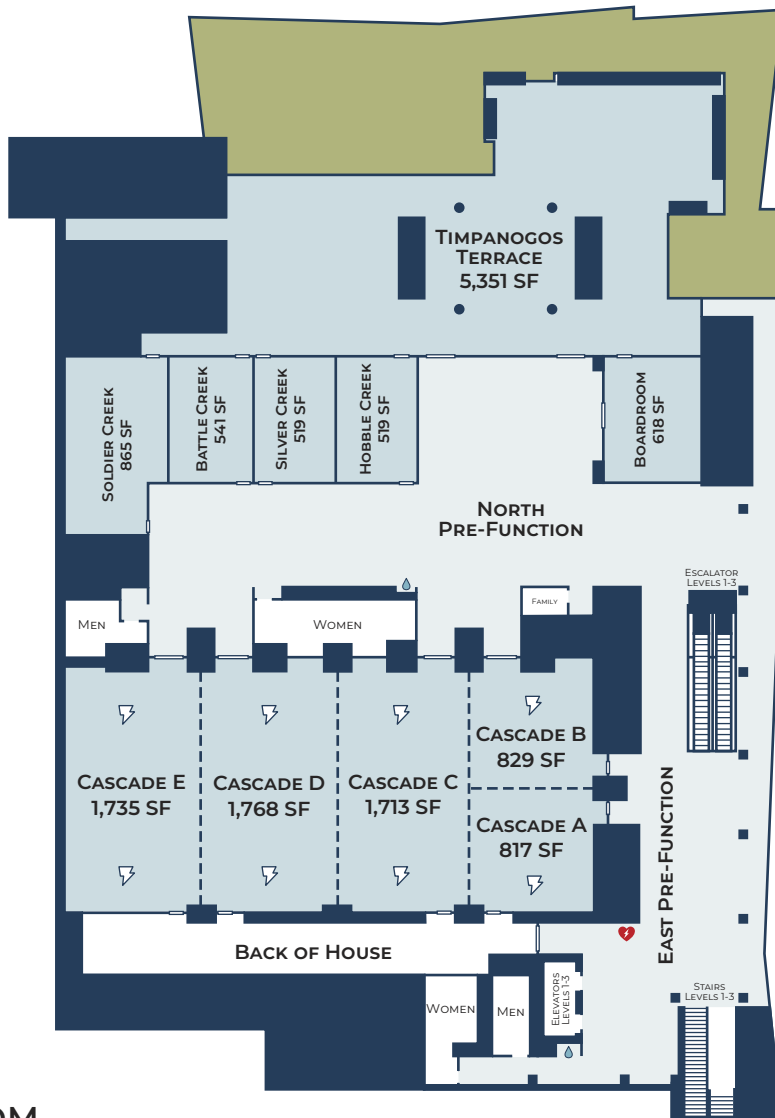 Timpanogos
Terrace
5,351 SF
Soldier Creek
865 SF
Battle Creek
541 SF
Silver Creek
519 SF
Hobble Creek
519 SF
Boardroom
618 SF
North
Pre-Function
Escalator
Levels 1-3
Men
Women
Family
Cascade E
1,735 SF
Cascade D
1,768 SF
Cascade C
1,713 SF
Cascade B
829 SF
Cascade A
817 SF
East Pre-Function
Back of House
Women
Men
Elevators
Levels 1-3
Stairs
Levels 1-3